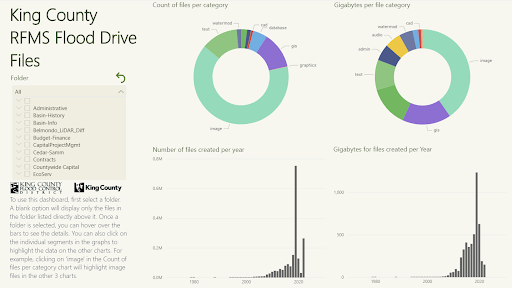 King County
RFMS Flood Drive
Files
Folder
All
Administrative
Basin-History
Basin-Info
Belmondo_LiDAR_Diff
Budget-Finance
CapitalProjectMgmt
Cedar-Samm
Contracts
Countywide Capital
EcoServ
KING COUNTY
FLOOD CONTROL
DISTRICT
King County
To use this dashboard, first select a folder.
A blank option will display only the files in
the folder listed directly above it. Once a
folder is selected, you can hover over the
bars to see the details. You can also click on
the individual segments in the graphs to
highlight the data on the other charts. For
example, clicking on 'image' in the Count of
files per category chart will highlight image
files in the other 3 charts.
Count of files per category
watermod
cad
database
text
gis
graphics
image
Gigabytes per file category
watermod
cad
audio
admin
text
image
gis
Number of files created per year
0.8M
0.6M
0.4M
0.2M
0.0M
1980
2000
2020
Gigabytes for files created per Year
1,000
500
0
1980
2000
2020